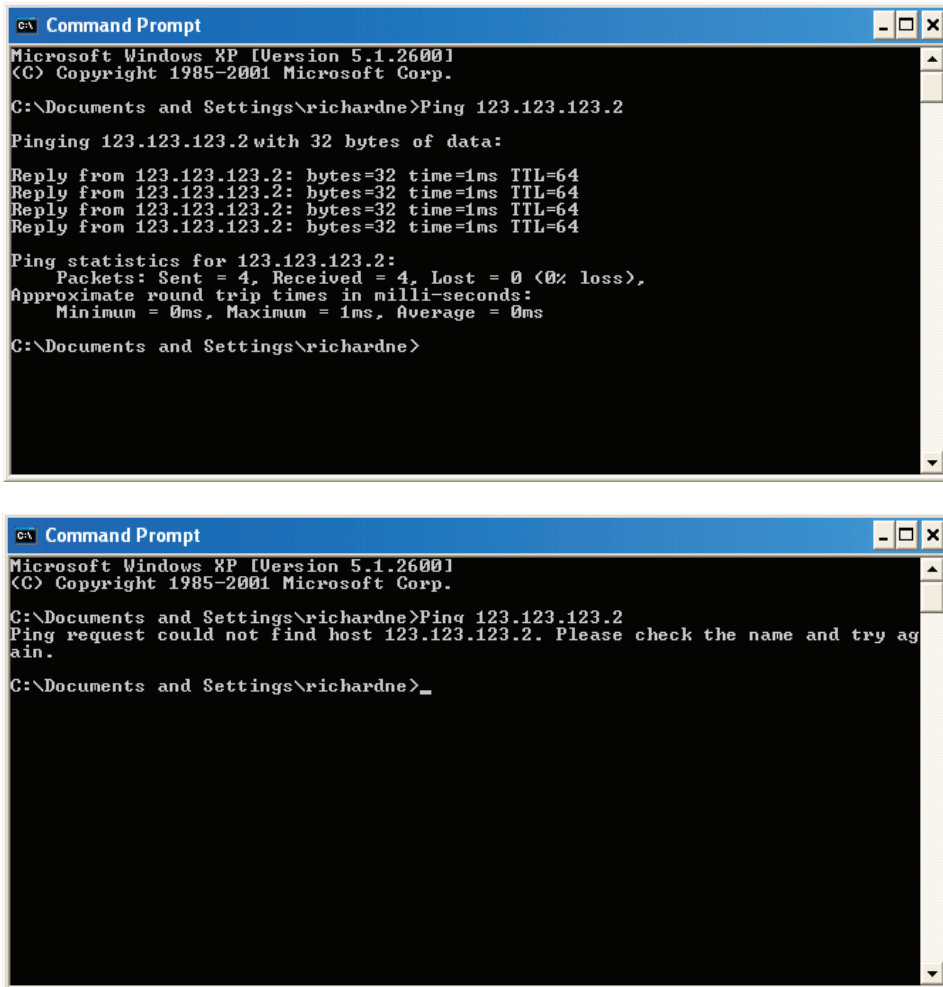 Command Prompt
Microsoft Windows XP [Version 5.1.2600]
(C) Copyright 1985-2001 Microsoft Corp.
C:\Documents and Settings\richardne>Ping 123.123.123.2
Pinging 123.123.123.2 with 32 bytes of data:
Reply from 123.123.123.2: bytes=32 time=1ms TTL=64
Reply from 123.123.123.2: bytes=32 time=1ms TTL=64
Reply from 123.123.123.2: bytes=32 time=1ms TTL=64
Reply from 123.123.123.2: bytes=32 time=1ms TTL=64
Ping statistics for 123.123.123.2:
Packets: Sent = 4, Received = 4, Lost = 0 (0% loss),
Approximate round trip times in milli-seconds:
Minimum = 0ms, Maximum = 1ms, Average = 0ms
C:\Documents and Settings\richardne>
Command Prompt
Microsoft Windows XP [Version 5.1.2600]
(C) Copyright 1985-2001 Microsoft Corp.
C:\Documents and Settings\richardne>Ping 123.123.123.2
Ping request could not find host 123.123.123.2. Please check the name and try ag
ain.
C:\Documents and Settings\richardne>_